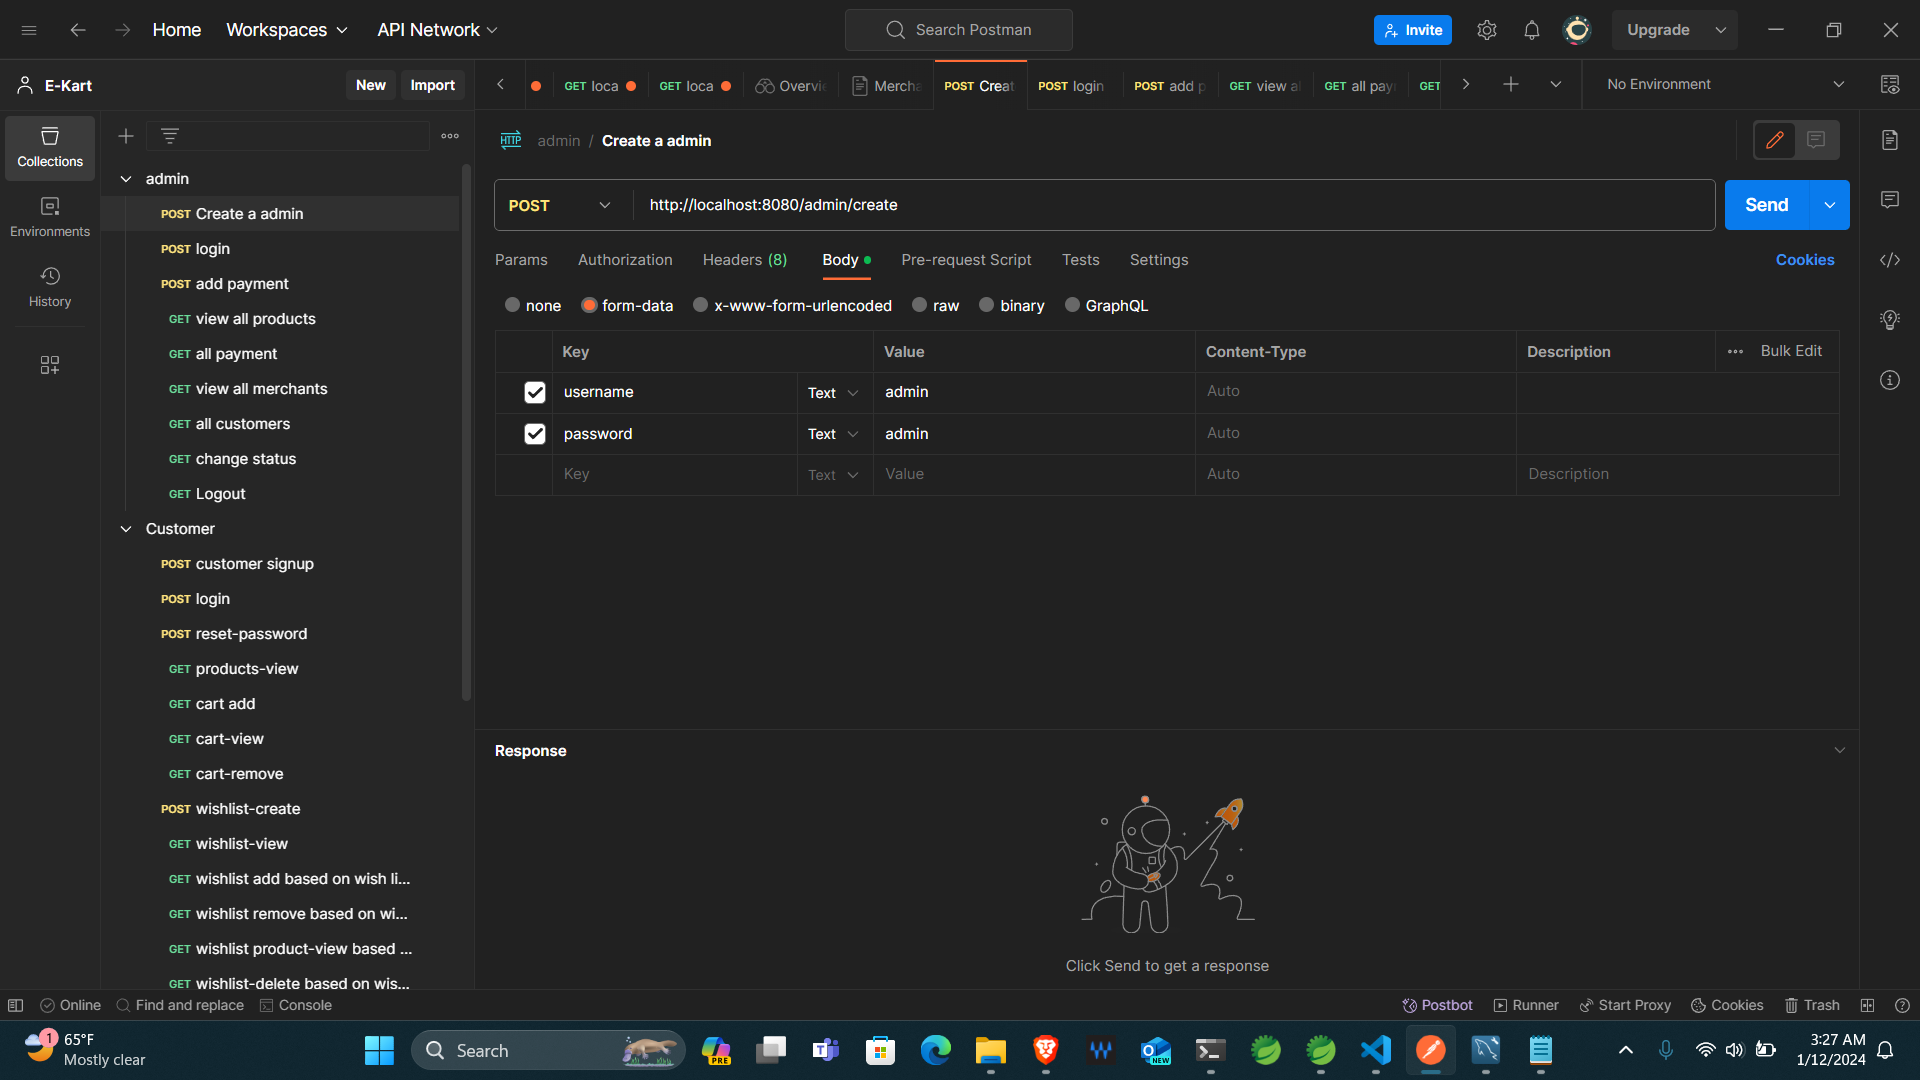 Home Workspaces API Network Search Postman Invite Upgrade
E-Kart New Import GET loca GET loca Overvie Mercha POST Creat POST login POST add p GET view al GET all pay GET No Environment
admin / Create a admin
POST http://localhost:8080/admin/create Send
Params Authorization Headers (8) Body Pre-request Script Tests Settings Cookies
none form-data x-www-form-urlencoded raw binary GraphQL
Key Value Content-Type Description Bulk Edit
username Text admin Auto
password Text admin Auto
Key Text Value Auto Description
Response
Click Send to get a response
Collections
Environments
History
admin
POST Create a admin
POST login
POST add payment
GET view all products
GET all payment
GET view all merchants
GET all customers
GET change status
GET Logout
Customer
POST customer signup
POST login
POST reset-password
GET products-view
GET cart add
GET cart-view
GET cart-remove
POST wishlist-create
GET wishlist-view
GET wishlist add based on wish li...
GET wishlist remove based on wi...
GET wishlist product-view based ...
GET wishlist-delete based on wis...
Online Find and replace Console Postbot Runner Start Proxy Cookies Trash
1 65°F
Mostly clear
Search
PRE
NEW
3:27 AM
1/12/2024